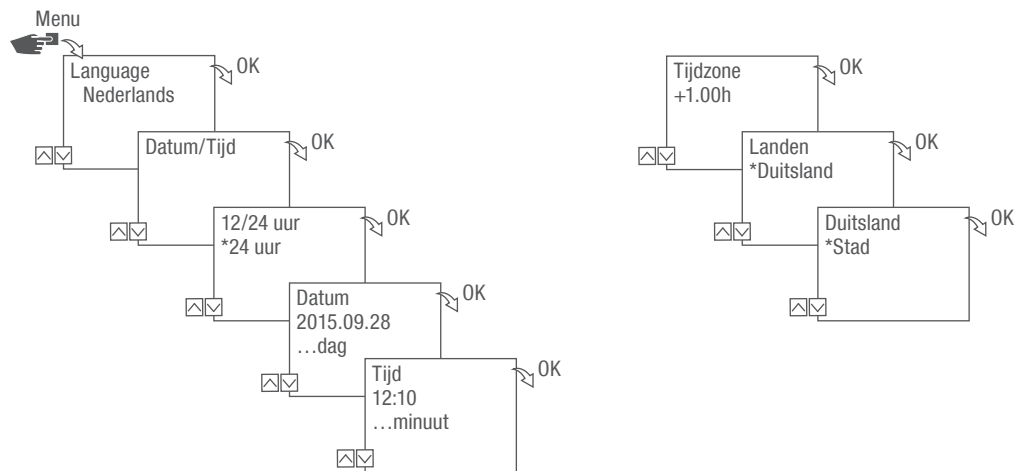 Menu
Language
Nederlands
OK
Datum/Tijd
OK
12/24 uur
*24 uur
OK
Datum
2015.09.28
…dag
OK
Tijd
12:10
…minuut
OK
Tijdzone
+1.00h
OK
Landen
*Duitsland
OK
Duitsland
*Stad
OK